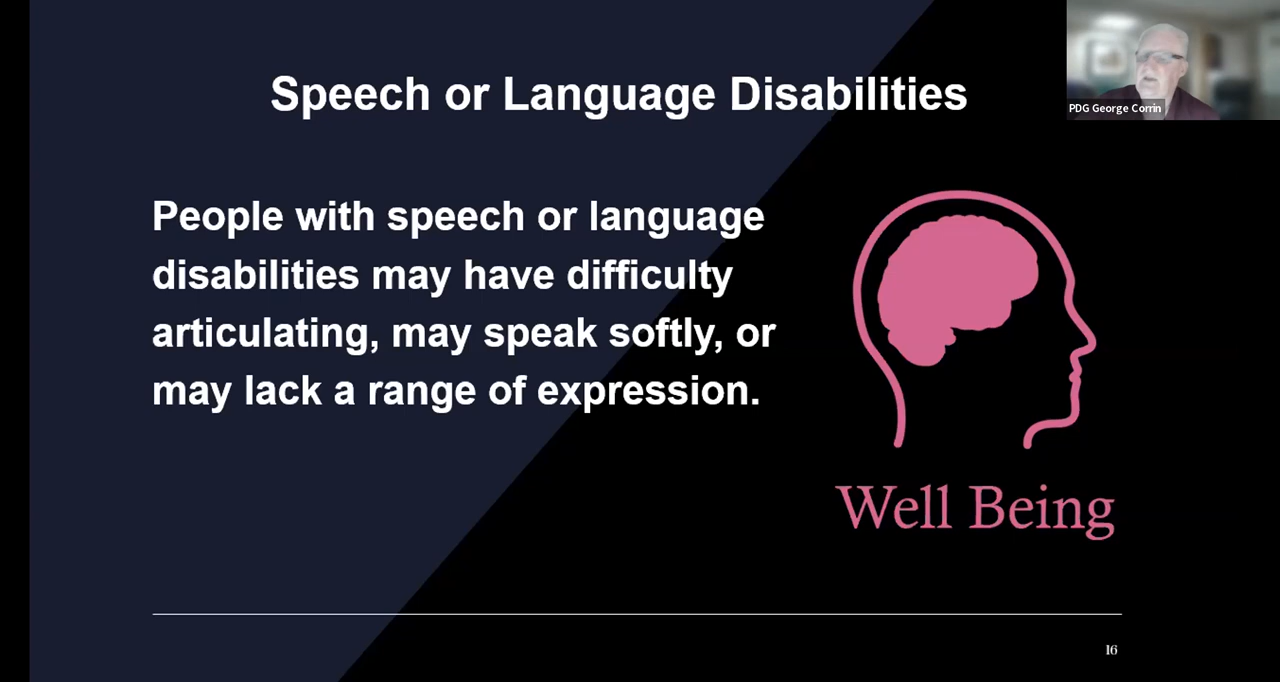 Speech or Language Disabilities
PDG George Corrin
People with speech or language
disabilities may have difficulty
articulating, may speak softly, or
may lack a range of expression.
Well Being
16